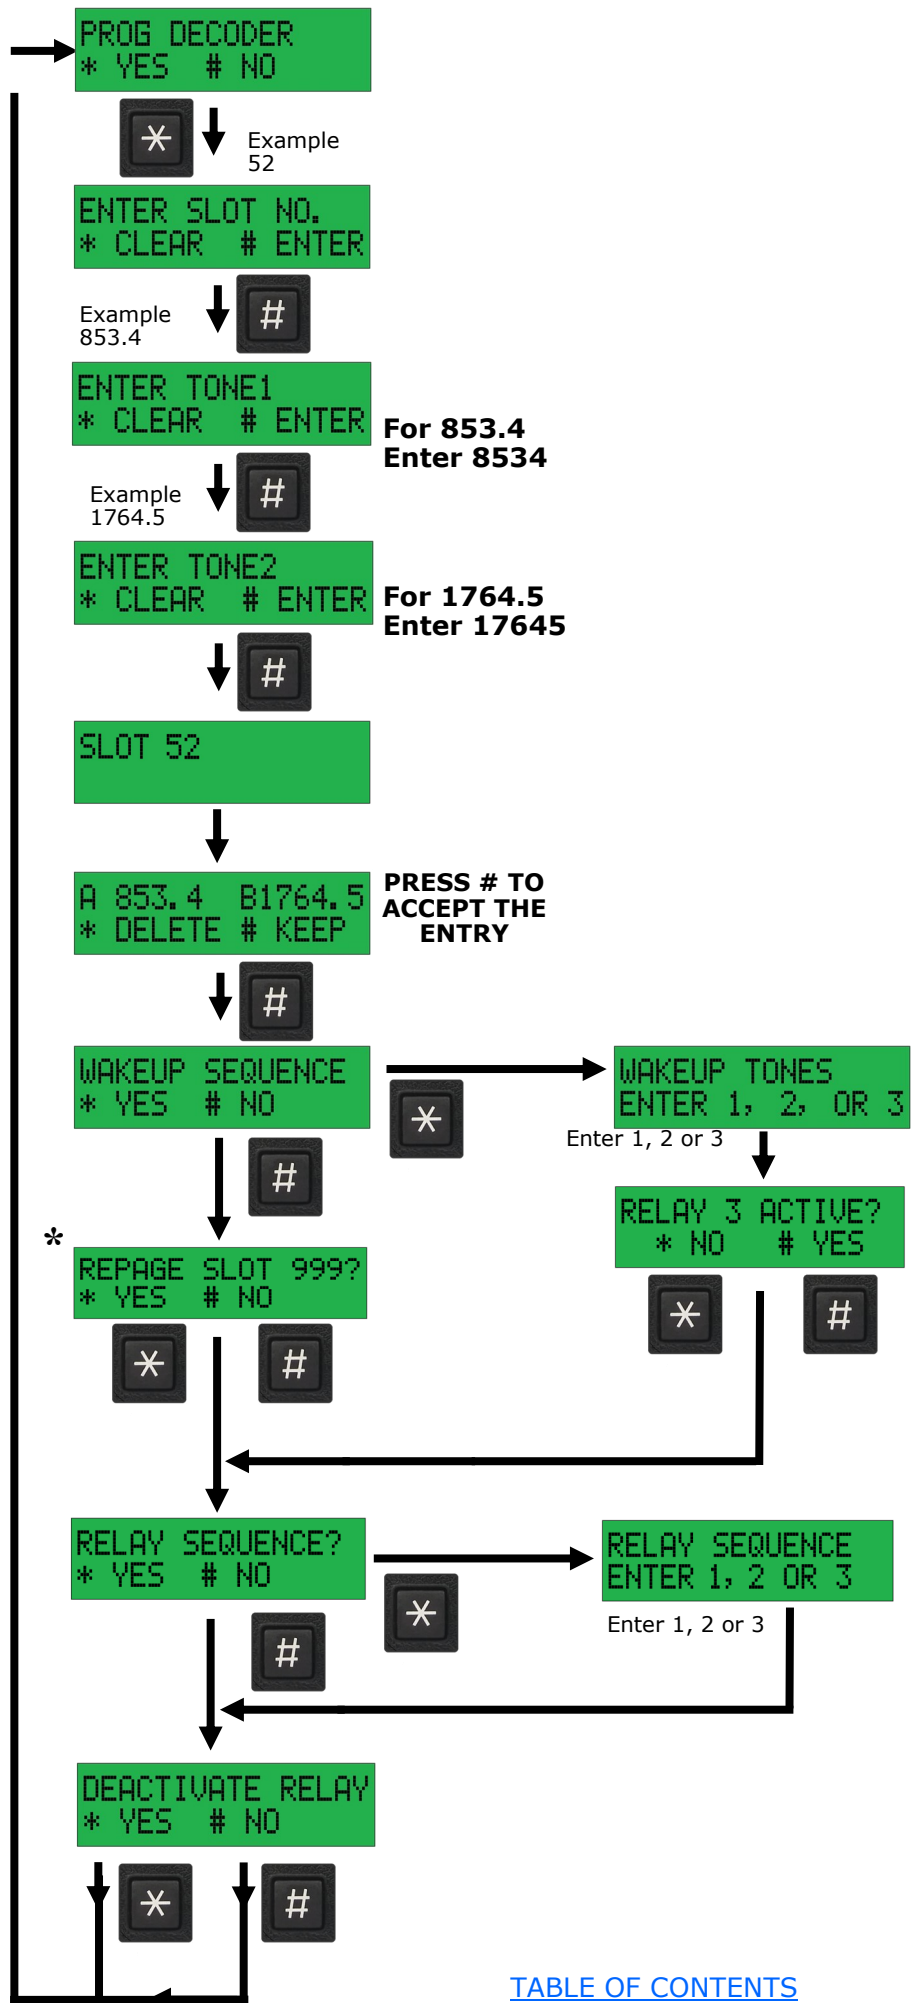 PROG DECODER
* YES # NO
*
Example
52
ENTER SLOT NO.
* CLEAR # ENTER
#
Example
853.4
ENTER TONE1
* CLEAR # ENTER
For 853.4
Enter 8534
#
Example
1764.5
ENTER TONE2
* CLEAR # ENTER
For 1764.5
Enter 17645
#
SLOT 52
A 853.4 B1764.5
* DELETE # KEEP
PRESS # TO
ACCEPT THE
ENTRY
#
WAKEUP SEQUENCE
* YES # NO
*
WAKEUP TONES
ENTER 1, 2, OR 3
Enter 1, 2 or 3
#
RELAY 3 ACTIVE?
* NO # YES
*
REPAGE SLOT 999?
* YES # NO
* #
* #
RELAY SEQUENCE?
* YES # NO
*
RELAY SEQUENCE
ENTER 1, 2 OR 3
Enter 1, 2 or 3
#
DEACTIVATE RELAY
* YES # NO
* #
TABLE OF CONTENTS